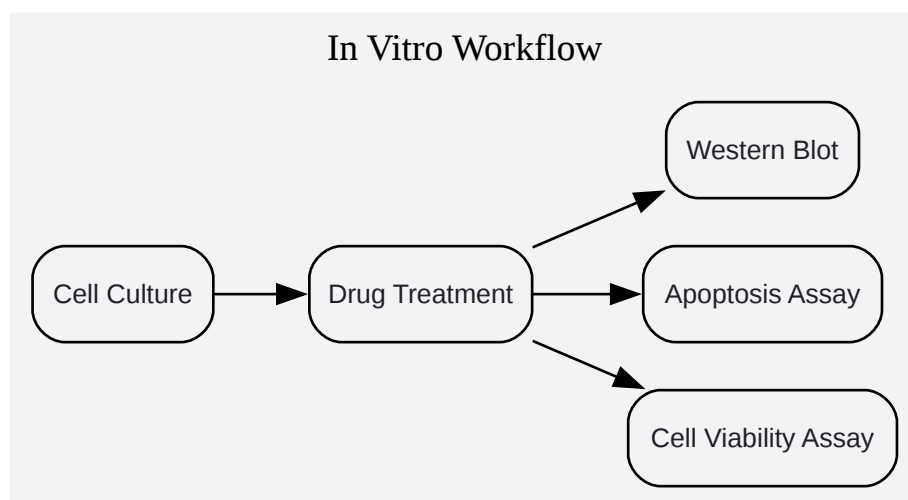 In Vitro Workflow
Western Blot
Cell Culture
Drug Treatment
Apoptosis Assay
Cell Viability Assay